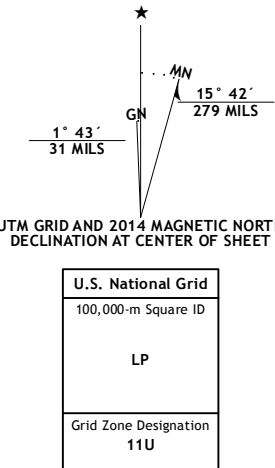 MN
15° 42´
279 MILS
GN
1° 43´
31 MILS
UTM GRID AND 2014 MAGNETIC NORTH
DECLINATION AT CENTER OF SHEET
U.S. National Grid
100,000-m Square ID
LP
Grid Zone Designation
11U